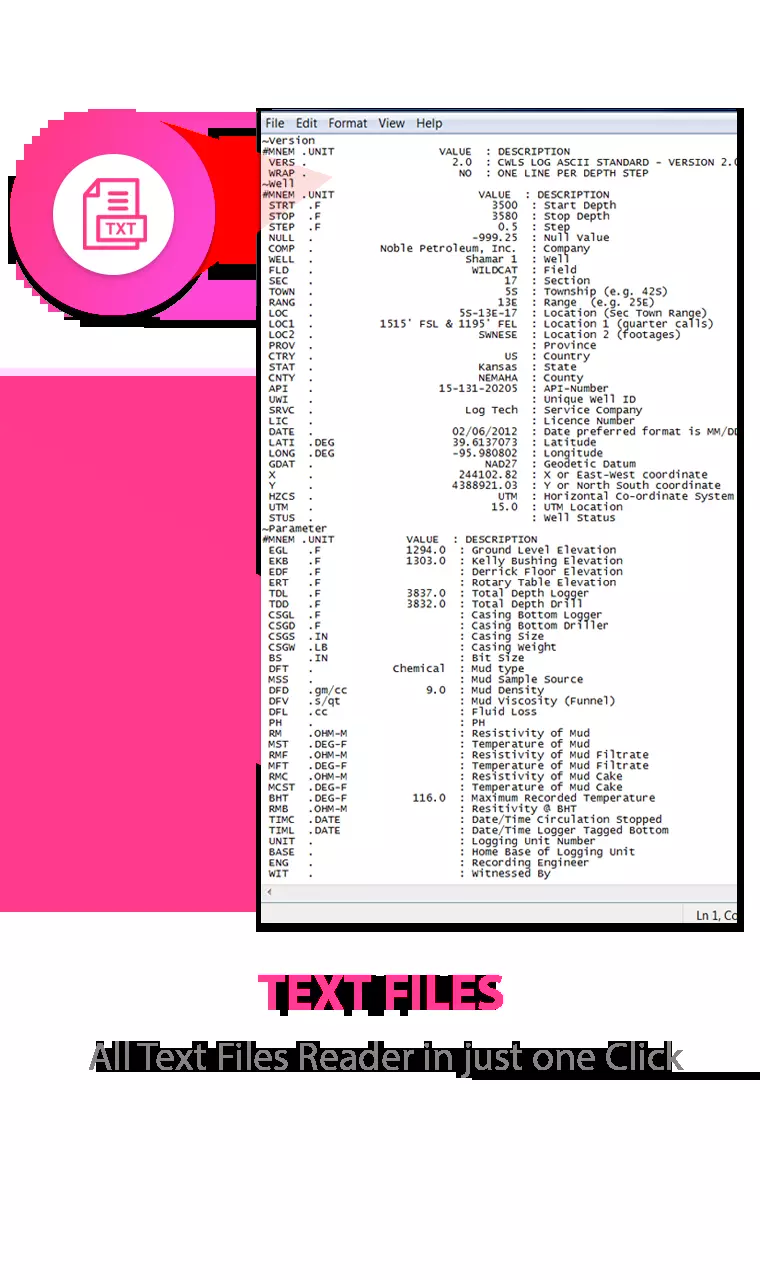 TXT
File Edit Format View Help
~Version
#MNEM .UNIT VALUE : DESCRIPTION
VERS . 2.0 : CWLS LOG ASCII STANDARD - VERSION 2.0
WRAP . NO : ONE LINE PER DEPTH STEP
~Well
#MNEM .UNIT VALUE : DESCRIPTION
STRT .F 3500 : Start Depth
STOP .F 3580 : Stop Depth
STEP .F 0.5 : Step
NULL . -999.25 : Null Value
COMP . Noble Petroleum, Inc. : Company
WELL . Shamar 1 : Well
FLD . WILDCAT : Field
SEC . 17 : Section
TOWN . 5S : Township (e.g. 42S)
RANG . 13E : Range (e.g. 25E)
LOC . 5S-13E-17 : Location (Sec Town Range)
LOC1 . 1515' FSL & 1195' FEL : Location 1 (quarter calls)
LOC2 . SWNESE : Location 2 (footages)
PROV . : Province
CTRY . US : Country
STAT . Kansas : State
CNTY . NEMAHA : County
API . 15-131-20205 : API-Number
UWI . : Unique Well ID
SRVC . Log Tech : Service Company
LIC . : Licence Number
DATE . 02/06/2012 : Date preferred format is MM/DD
LATI .DEG 39.6137073 : Latitude
LONG .DEG -95.980802 : Longitude
GDAT . NAD27 : Geodetic Datum
X . 244102.82 : X or East-West coordinate
Y . 4388921.03 : Y or North South coordinate
HZCS . UTM : Horizontal Co-ordinate System
UTM . 15.0 : UTM Location
STUS . : Well Status
~Parameter
#MNEM .UNIT VALUE : DESCRIPTION
EGL .F 1294.0 : Ground Level Elevation
EKB .F 1303.0 : Kelly Bushing Elevation
EDF .F : Derrick Floor Elevation
ERT .F : Rotary Table Elevation
TDL .F 3837.0 : Total Depth Logger
TDD .F 3832.0 : Total Depth Drill
CSGL .F : Casing Bottom Logger
CSGD .F : Casing Bottom Driller
CSGS .IN : Casing Size
CSGW .LB : Casing Weight
BS .IN : Bit Size
DFT . Chemical : Mud type
MSS . : Mud Sample Source
DFD .gm/cc 9.0 : Mud Density
DFV .s/qt : Mud Viscosity (Funnel)
DFL .cc : Fluid Loss
PH . : PH
RM .OHM-M : Resistivity of Mud
MST .DEG-F : Temperature of Mud
RMF .OHM-M : Resistivity of Mud Filtrate
MFT .DEG-F : Temperature of Mud Filtrate
RMC .OHM-M : Resistivity of Mud Cake
MCST .DEG-F : Temperature of Mud Cake
BHT .DEG-F 116.0 : Maximum Recorded Temperature
RMB .OHM-M : Resitivity @ BHT
TIMC .DATE : Date/Time Circulation Stopped
TIML .DATE : Date/Time Logger Tagged Bottom
UNIT . : Logging Unit Number
BASE . : Home Base of Logging Unit
ENG . : Recording Engineer
WIT . : Witnessed By
Ln 1, Co
TEXT FILES
All Text Files Reader in just one Click